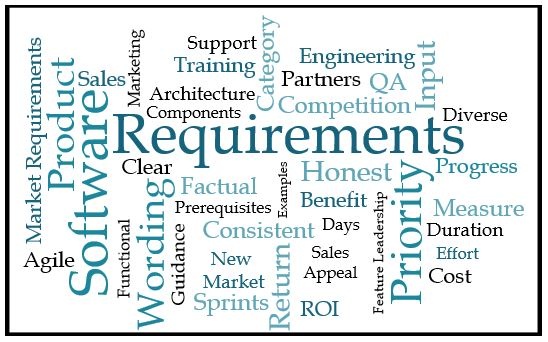 Market Requirements
Product
Sales
Software
Marketing
Support
Training
Category
Engineering
Partners
QA
Input
Architecture
Components
Competition
Diverse
Requirements
Clear
Factual
Examples
Honest
Progress
Wording
Prerequisites
Benefit
Priority
Measure
Agile
Functional
Guidance
Consistent
Days
Feature Leadership
Duration
New
Market
Return
Sales
Appeal
Effort
Cost
Sprints
ROI